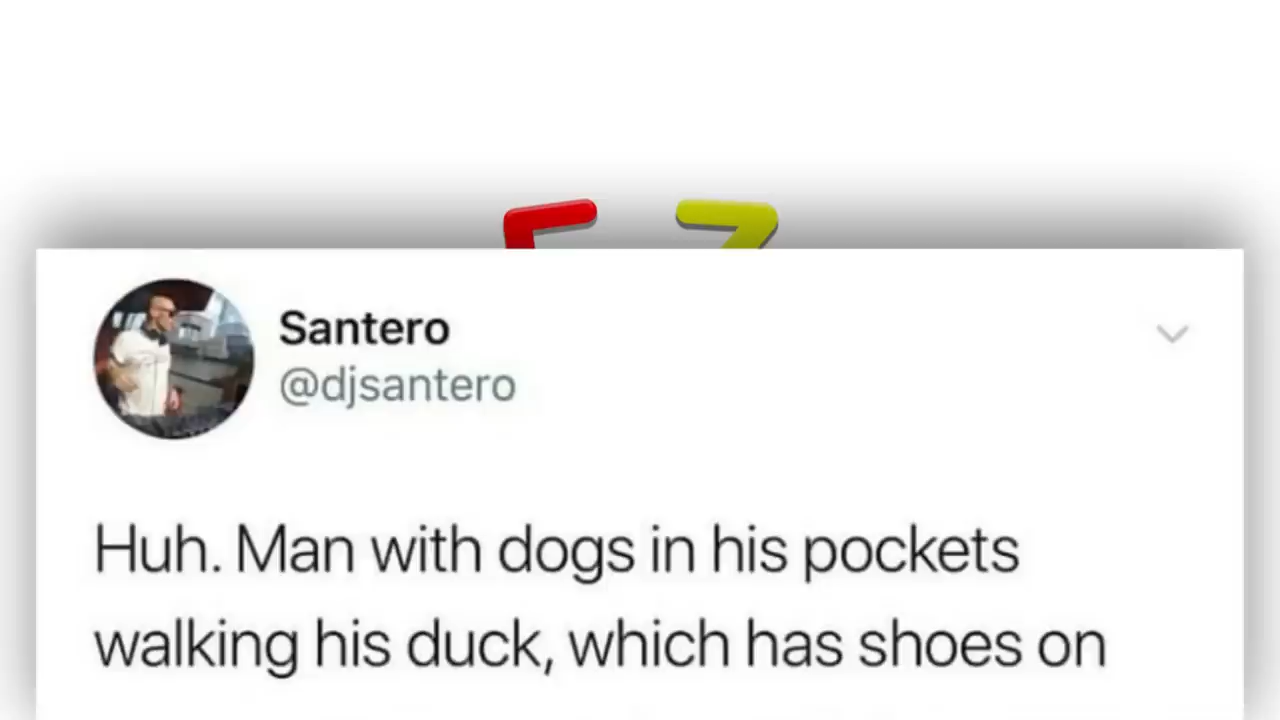 Santero
@djsantero
Huh. Man with dogs in his pockets
walking his duck, which has shoes on